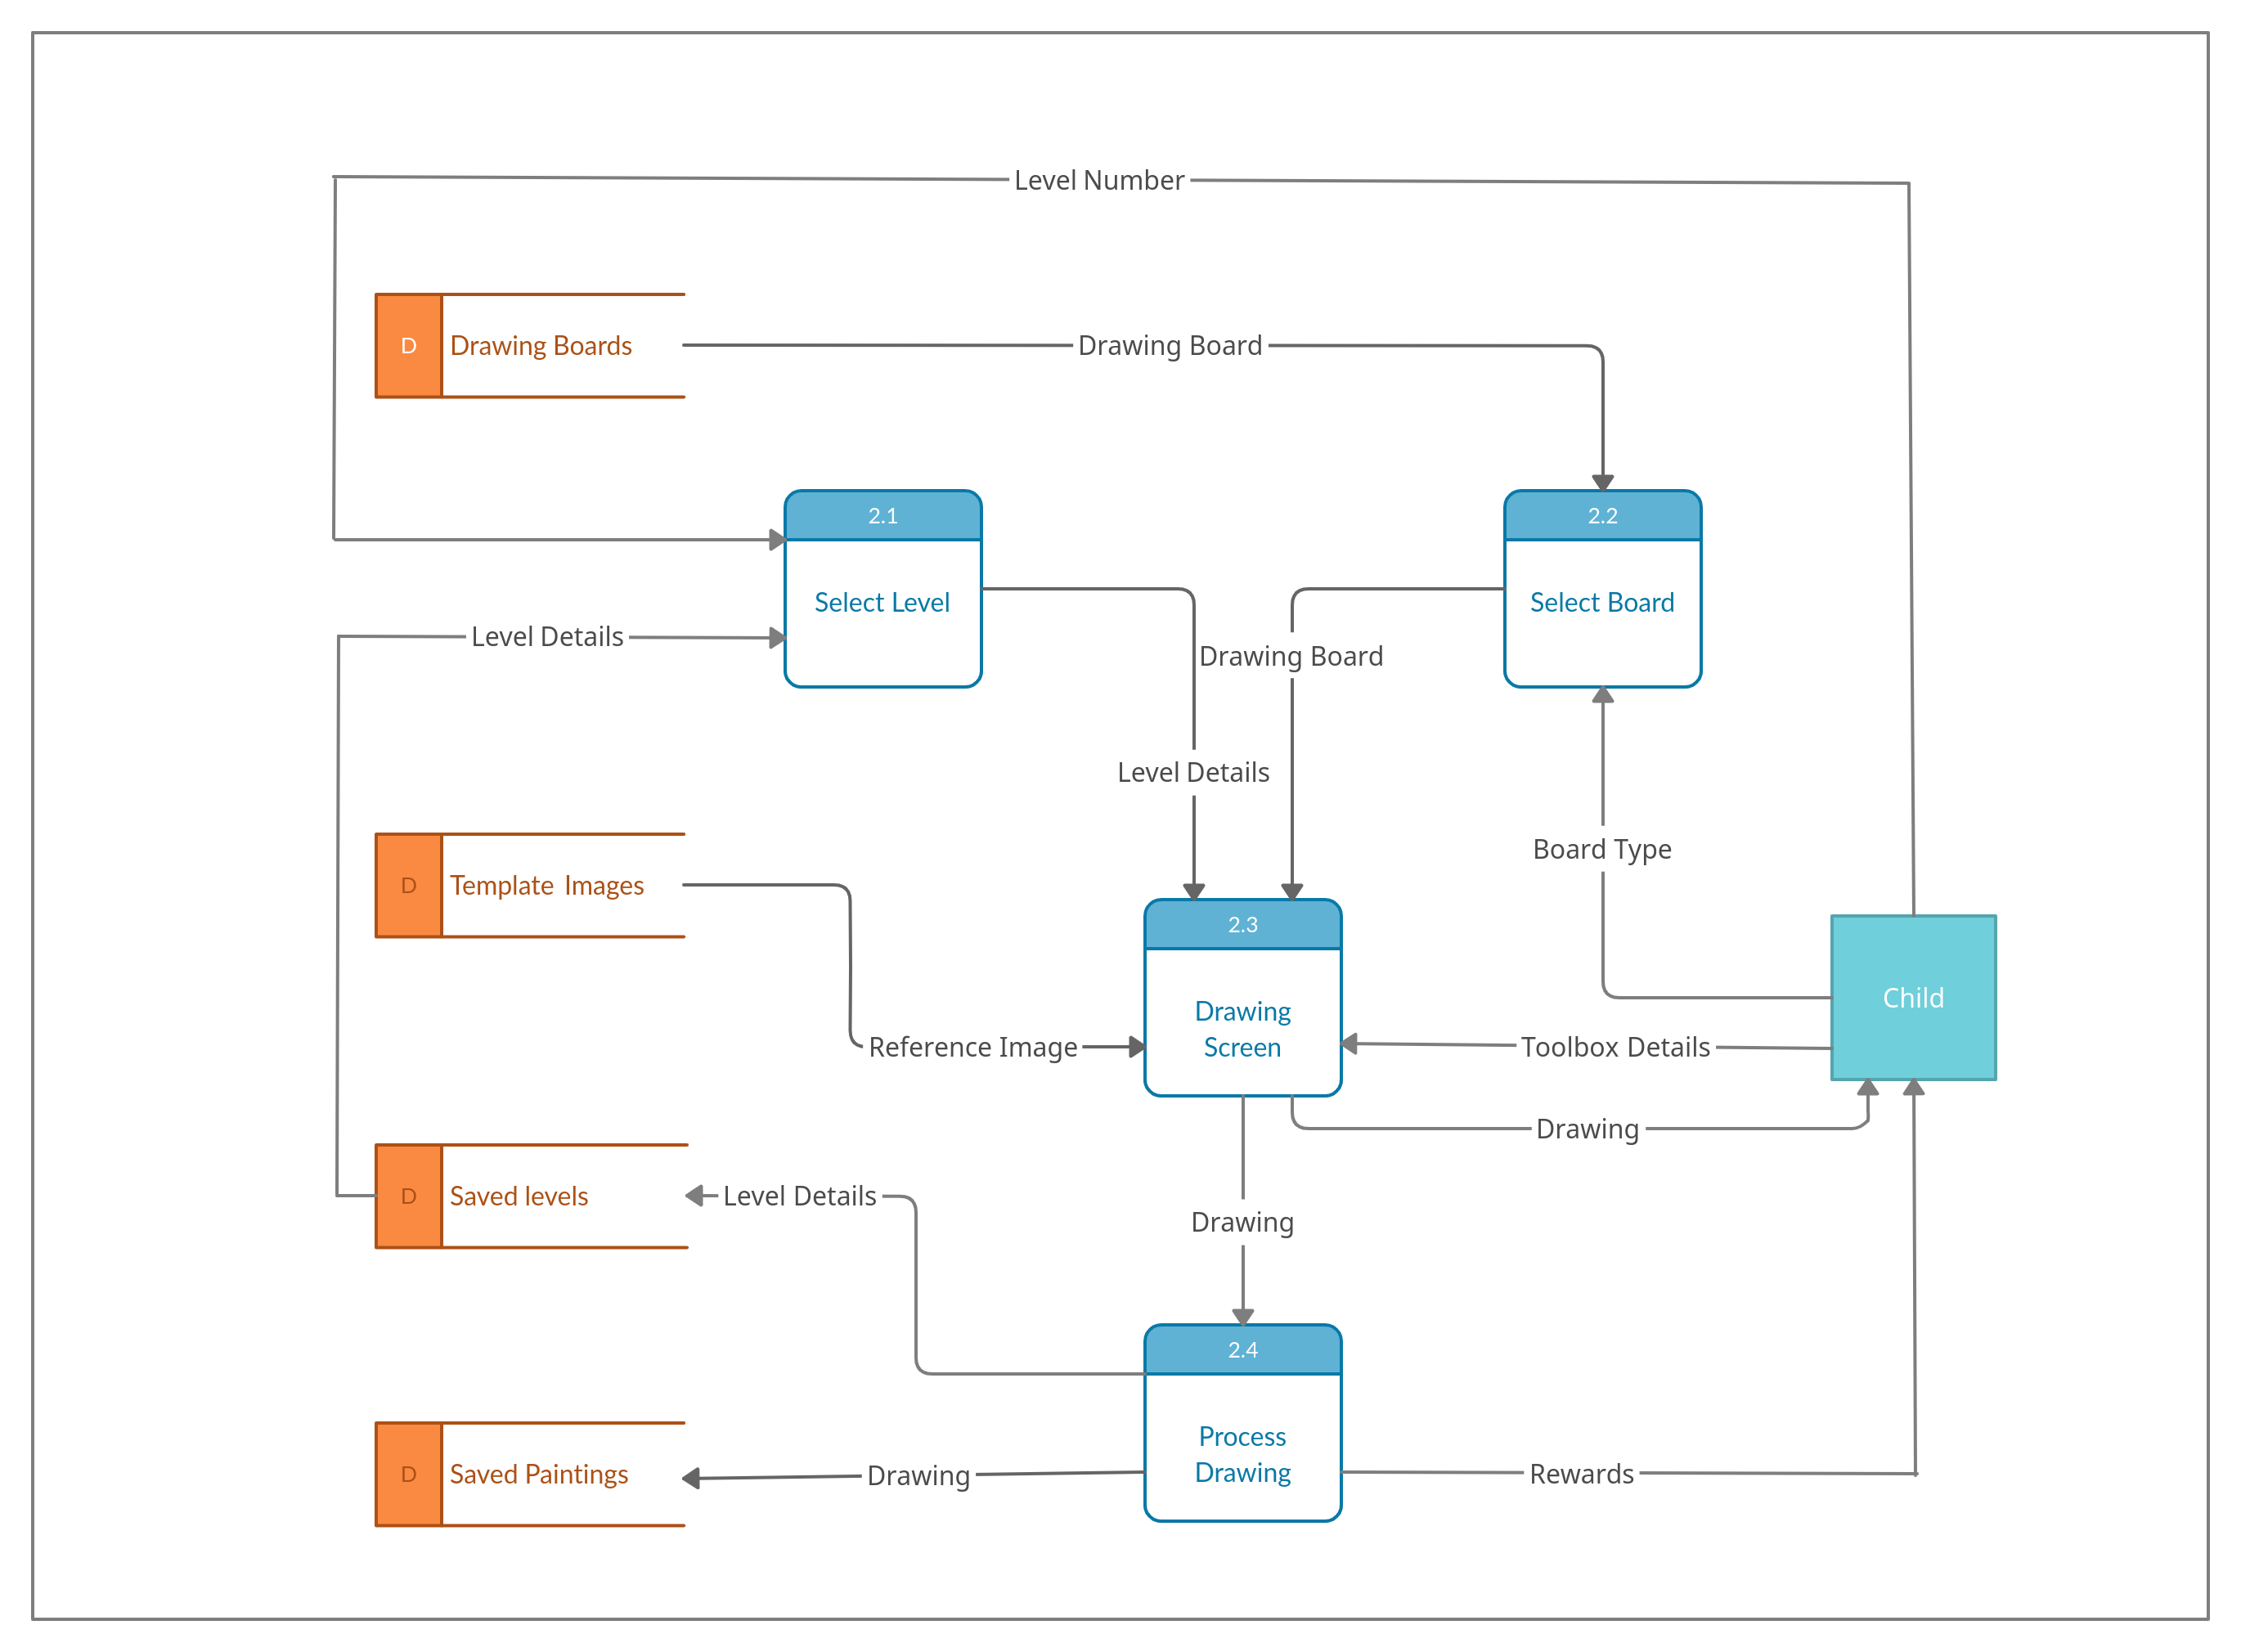 Level Number
D
Drawing Boards
Drawing Board
2.1
2.2
Select Level
Select Board
Level Details
Drawing Board
Level Details
Board Type
D
Template Images
2.3
Child
Drawing
Screen
Reference Image
Toolbox Details
Drawing
D
Saved levels
Level Details
Drawing
2.4
Process
Drawing
D
Saved Paintings
Drawing
Rewards